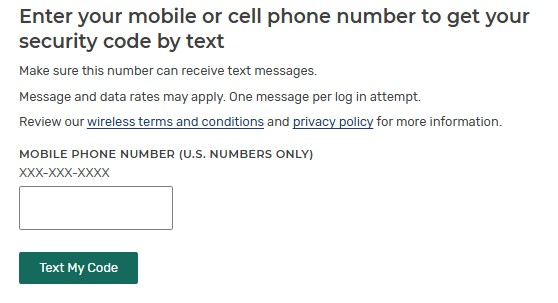 Enter your mobile or cell phone number to get your
security code by text
Make sure this number can receive text messages.
Message and data rates may apply. One message per log in attempt.
Review our wireless terms and conditions and privacy policy for more information.
MOBILE PHONE NUMBER (U.S. NUMBERS ONLY)
XXX-XXX-XXXX
Text My Code